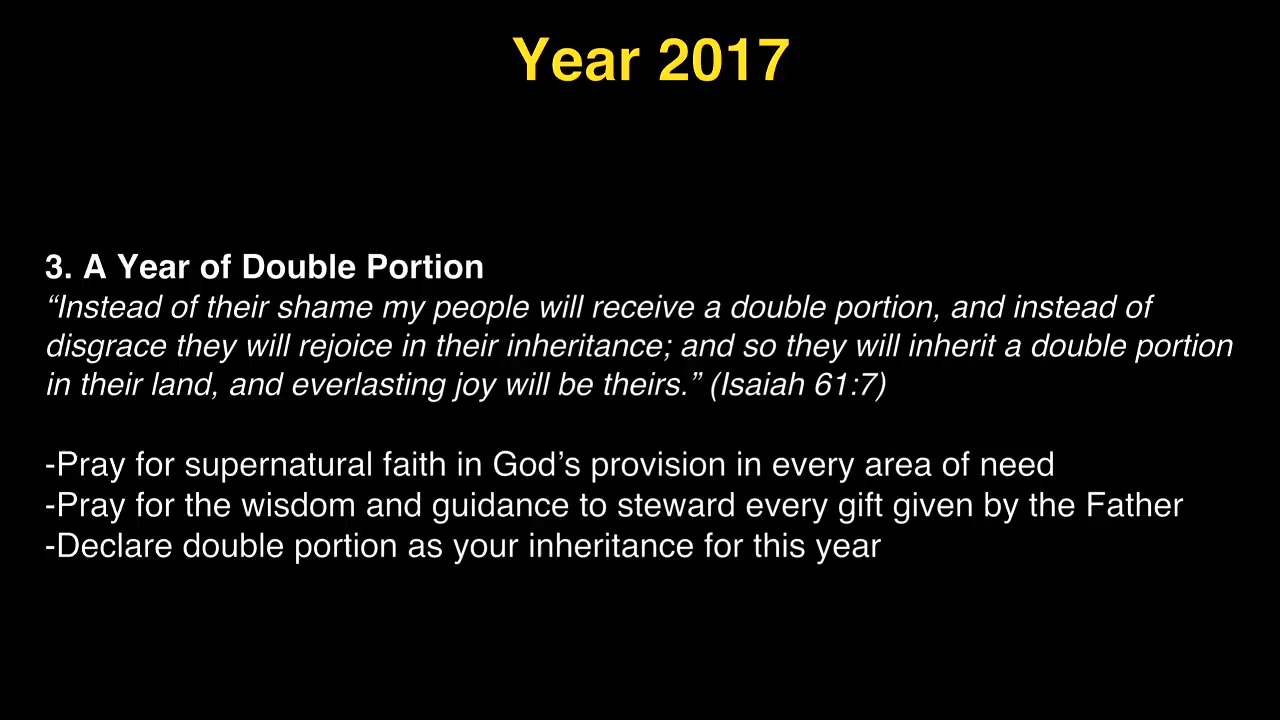 Year 2017
3. A Year of Double Portion
“Instead of their shame my people will receive a double portion, and instead of
disgrace they will rejoice in their inheritance; and so they will inherit a double portion
in their land, and everlasting joy will be theirs.” (Isaiah 61:7)
-Pray for supernatural faith in God’s provision in every area of need
-Pray for the wisdom and guidance to steward every gift given by the Father
-Declare double portion as your inheritance for this year